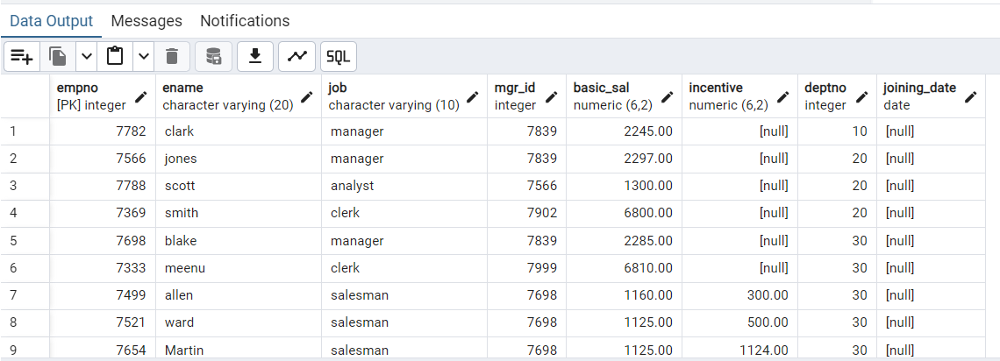 Data Output Messages Notifications
SQL
empno ename job mgr_id basic_sal incentive deptno joining_date
[PK] integer character varying (20) character varying (10) integer numeric (6,2) numeric (6,2) integer date
1 7782 clark manager 7839 2245.00 [null] 10 [null]
2 7566 jones manager 7839 2297.00 [null] 20 [null]
3 7788 scott analyst 7566 1300.00 [null] 20 [null]
4 7369 smith clerk 7902 6800.00 [null] 20 [null]
5 7698 blake manager 7839 2285.00 [null] 30 [null]
6 7333 meenu clerk 7999 6810.00 [null] 30 [null]
7 7499 allen salesman 7698 1160.00 300.00 30 [null]
8 7521 ward salesman 7698 1125.00 500.00 30 [null]
9 7654 Martin salesman 7698 1125.00 1124.00 30 [null]